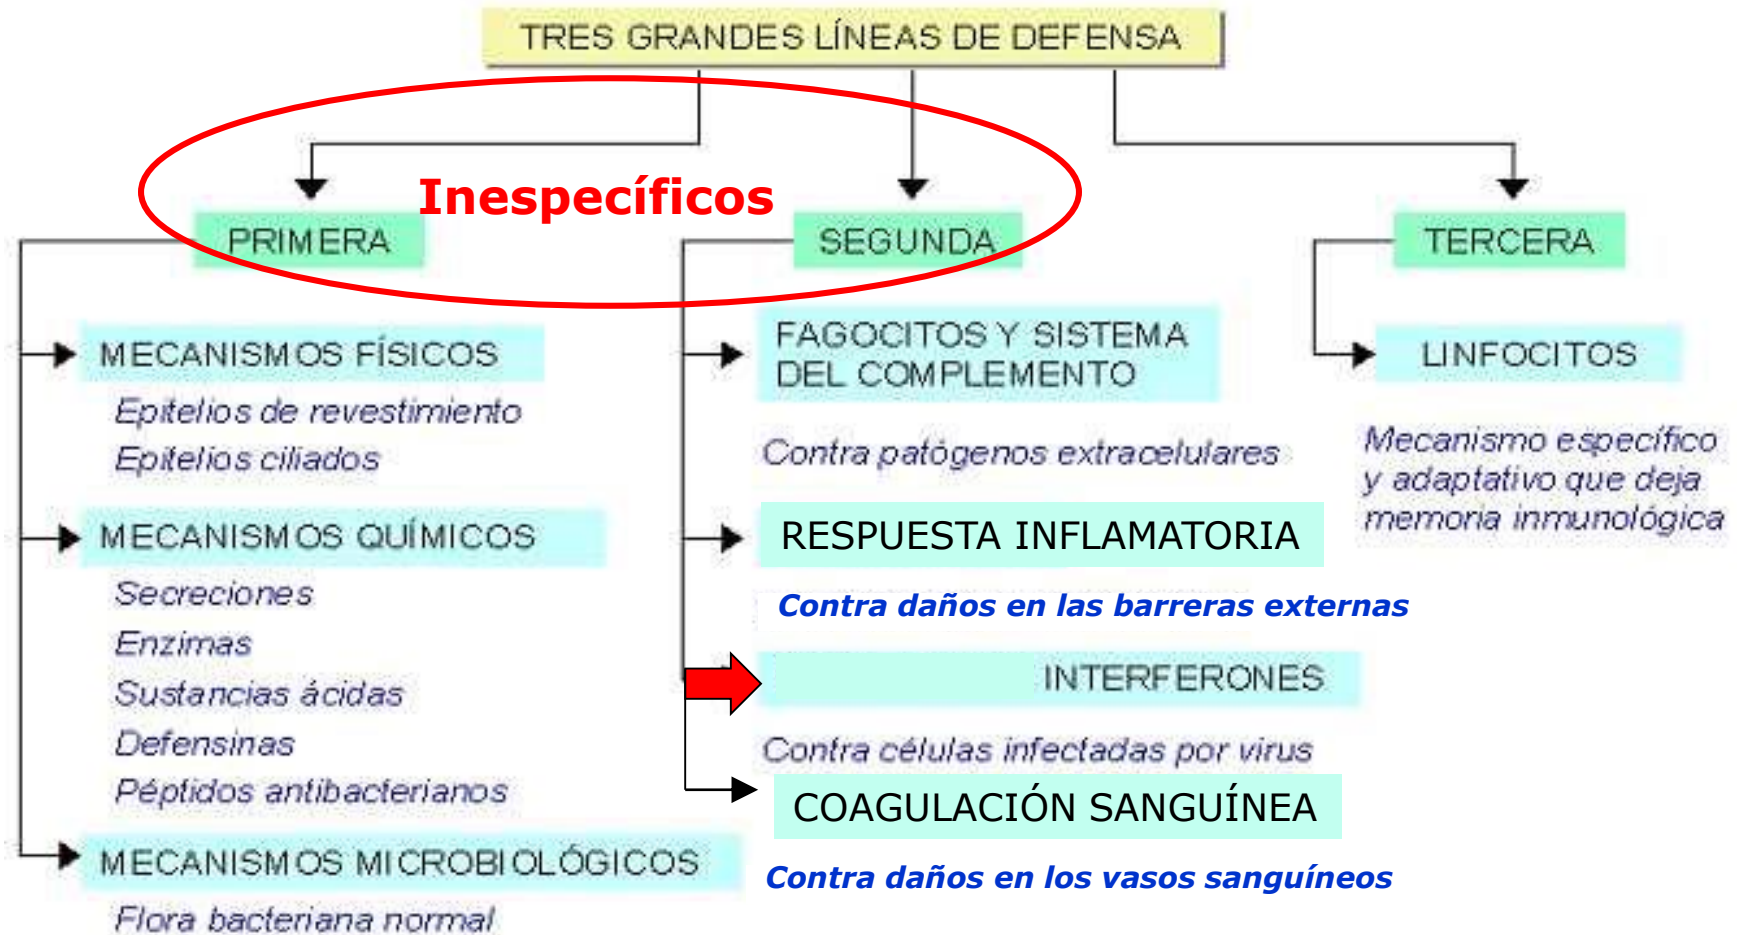 TRES GRANDES LÍNEAS DE DEFENSA
Inespecíficos
PRIMERA
MECANISMOS FÍSICOS
Epitelios de revestimiento
Epitelios ciliados
MECANISMOS QUÍMICOS
Secreciones
Enzimas
Sustancias ácidas
Defensinas
Péptidos antibacterianos
MECANISMOS MICROBIOLÓGICOS
Flora bacteriana normal
SEGUNDA
FAGOCITOS Y SISTEMA
DEL COMPLEMENTO
Contra patógenos extracelulares
RESPUESTA INFLAMATORIA
Contra daños en las barreras externas
INTERFERONES
Contra células infectadas por virus
COAGULACIÓN SANGUÍNEA
Contra daños en los vasos sanguíneos
TERCERA
LINFOCITOS
Mecanismo específico
y adaptativo que deja
memoria inmunológica